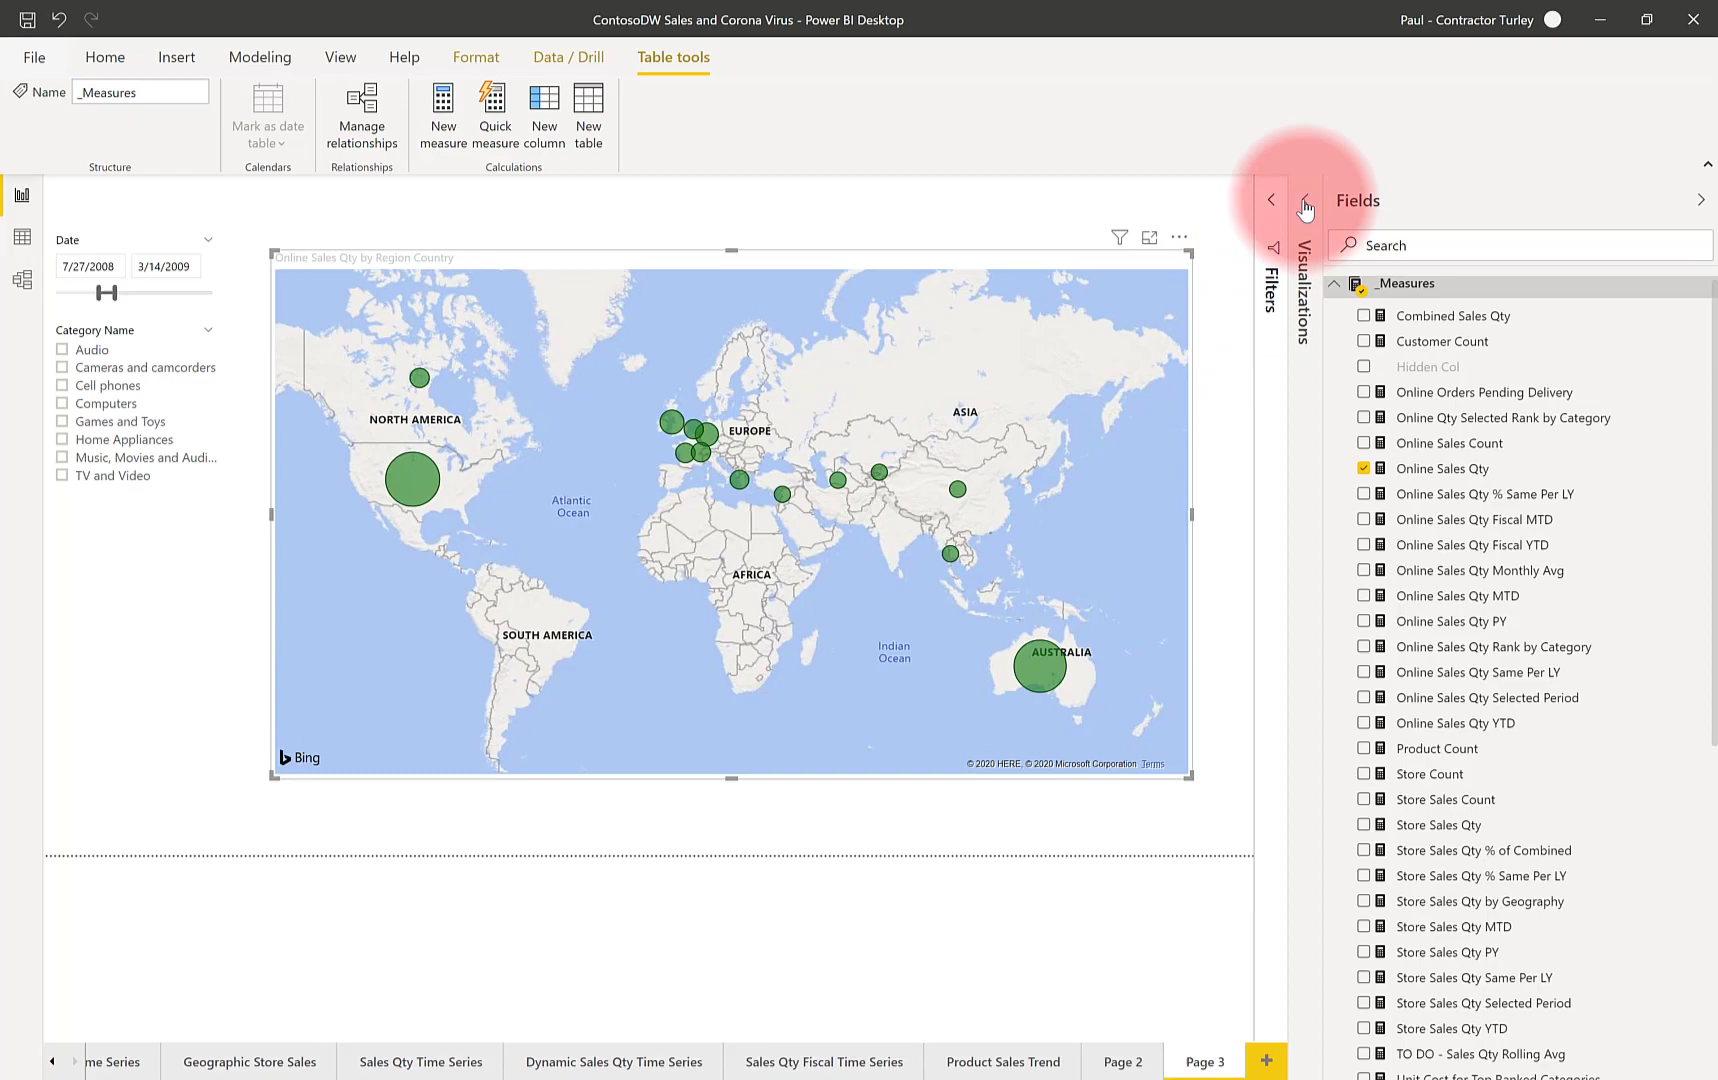 ContosoDW Sales and Corona Virus - Power BI Desktop
Paul - Contractor Turley
File
Home
Insert
Modeling
View
Help
Format
Data / Drill
Table tools
Name
_Measures
Mark as date
table
Manage
relationships
New
measure
Quick
measure
New
column
New
table
Structure
Calendars
Relationships
Calculations
Date
7/27/2008
3/14/2009
Category Name
Audio
Cameras and camcorders
Cell phones
Computers
Games and Toys
Home Appliances
Music, Movies and Audi...
TV and Video
Online Sales Qty by Region Country
NORTH AMERICA
EUROPE
ASIA
Atlantic
Ocean
AFRICA
SOUTH AMERICA
Indian
Ocean
AUSTRALIA
Bing
© 2020 HERE, © 2020 Microsoft Corporation Terms
Filters
Visualizations
Fields
Search
_Measures
Combined Sales Qty
Customer Count
Hidden Col
Online Orders Pending Delivery
Online Qty Selected Rank by Category
Online Sales Count
Online Sales Qty
Online Sales Qty % Same Per LY
Online Sales Qty Fiscal MTD
Online Sales Qty Fiscal YTD
Online Sales Qty Monthly Avg
Online Sales Qty MTD
Online Sales Qty PY
Online Sales Qty Rank by Category
Online Sales Qty Same Per LY
Online Sales Qty Selected Period
Online Sales Qty YTD
Product Count
Store Count
Store Sales Count
Store Sales Qty
Store Sales Qty % of Combined
Store Sales Qty % Same Per LY
Store Sales Qty by Geography
Store Sales Qty MTD
Store Sales Qty PY
Store Sales Qty Same Per LY
Store Sales Qty Selected Period
Store Sales Qty YTD
TO DO - Sales Qty Rolling Avg
Unit Cost for Top Ranked Categories
me Series
Geographic Store Sales
Sales Qty Time Series
Dynamic Sales Qty Time Series
Sales Qty Fiscal Time Series
Product Sales Trend
Page 2
Page 3